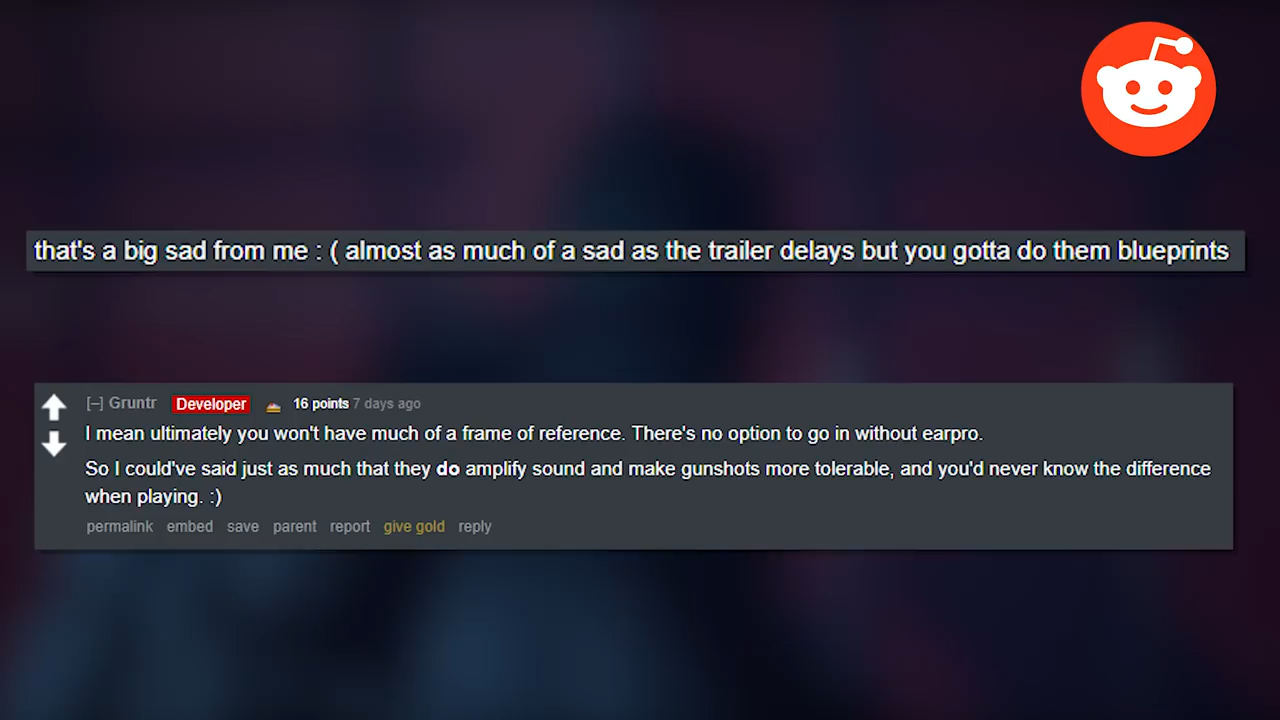 that's a big sad from me : ( almost as much of a sad as the trailer delays but you gotta do them blueprints
[–] Gruntr Developer 16 points 7 days ago
I mean ultimately you won't have much of a frame of reference. There's no option to go in without earpro.
So I could've said just as much that they do amplify sound and make gunshots more tolerable, and you'd never know the difference
when playing. :)
permalink embed save parent report give gold reply